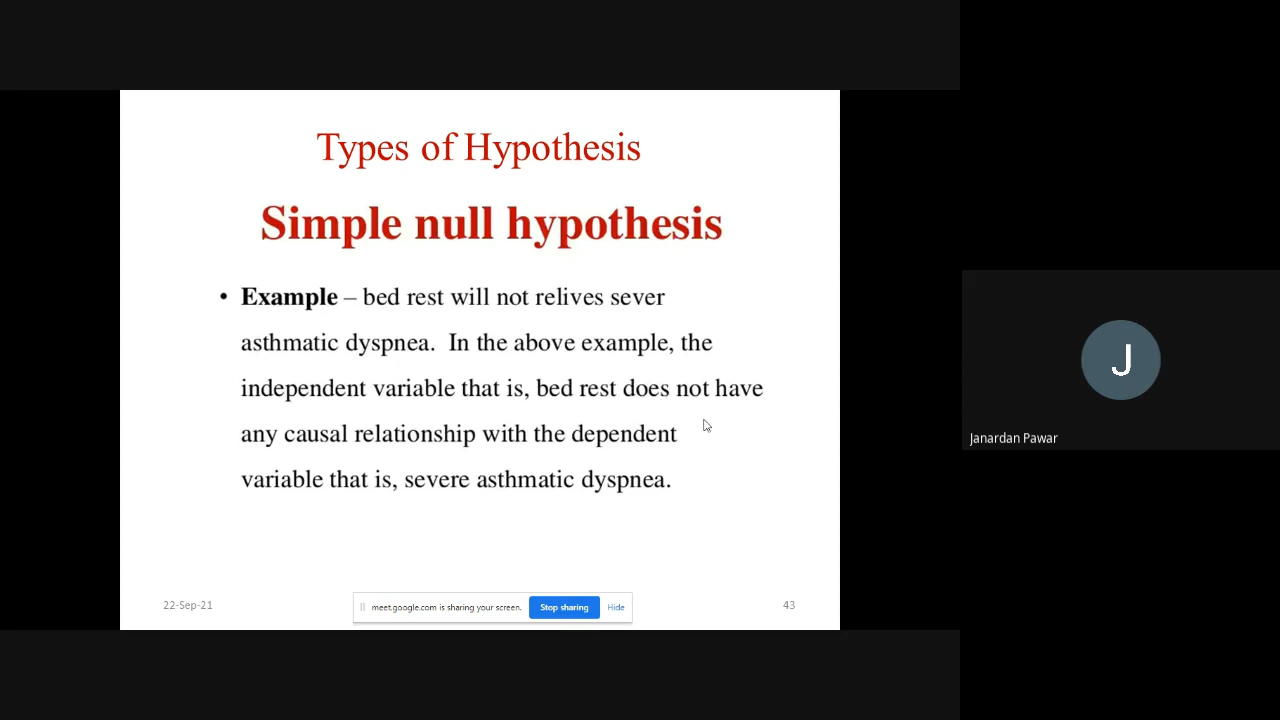 Types of Hypothesis
Simple null hypothesis
• Example – bed rest will not relives sever
asthmatic dyspnea.  In the above example, the
independent variable that is, bed rest does not have
any causal relationship with the dependent
variable that is, severe asthmatic dyspnea.
22-Sep-21
meet.google.com is sharing your screen.
Stop sharing
Hide
43
J
Janardan Pawar